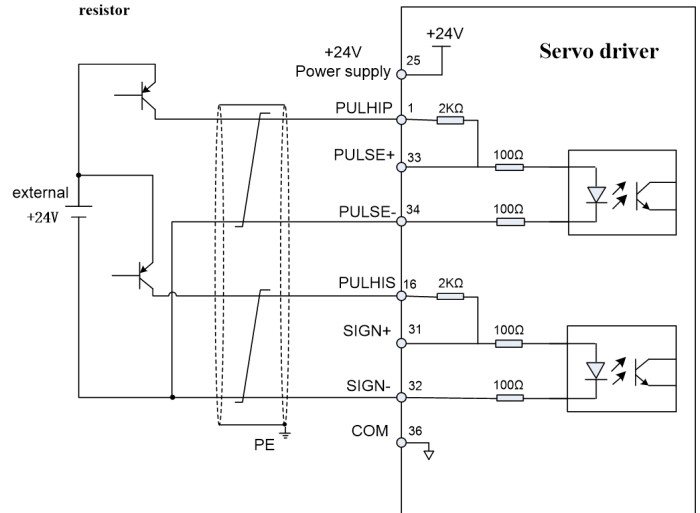 resistor
+24V
Servo driver
+24V
Power supply
25
PULHIP
1
2KΩ
PULSE+
33
100Ω
external
+24V
PULSE-
34
100Ω
PULHIS
16
2KΩ
SIGN+
31
100Ω
SIGN-
32
100Ω
COM
36
PE